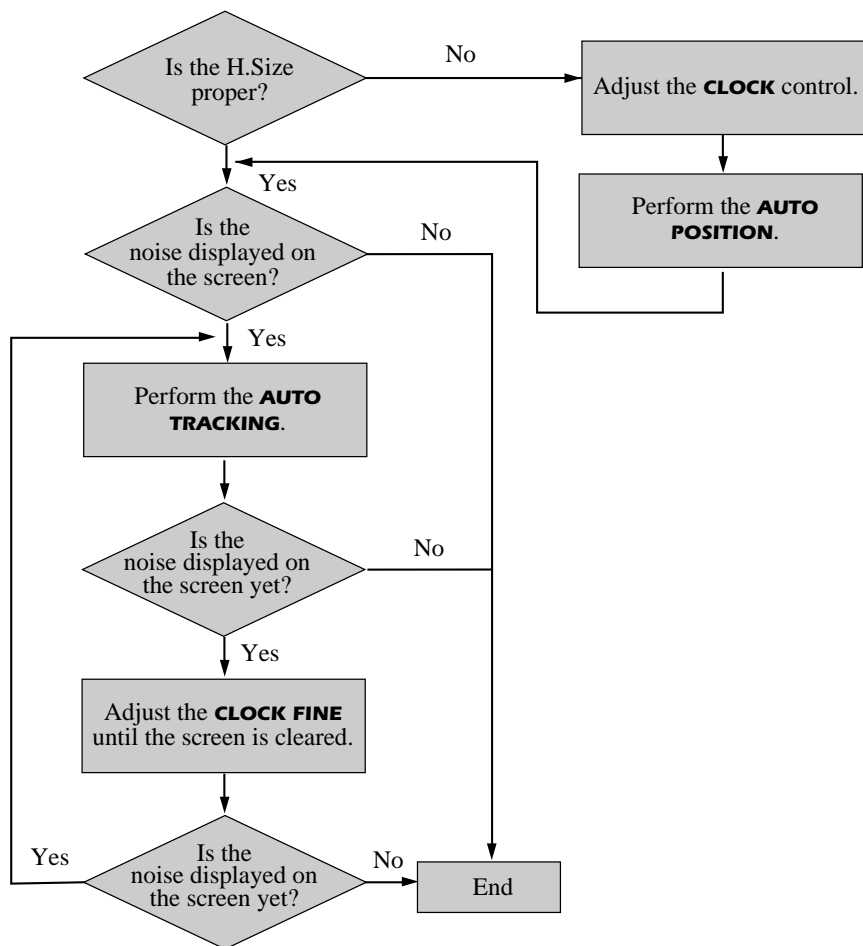 Is the H.Size
proper?
No
Adjust the CLOCK control.
Yes
Perform the AUTO
POSITION.
Is the
noise displayed on
the screen?
No
Yes
Perform the AUTO
TRACKING.
Is the
noise displayed on
the screen yet?
No
Yes
Adjust the CLOCK FINE
until the screen is cleared.
Yes
Is the
noise displayed on
the screen yet?
No
End